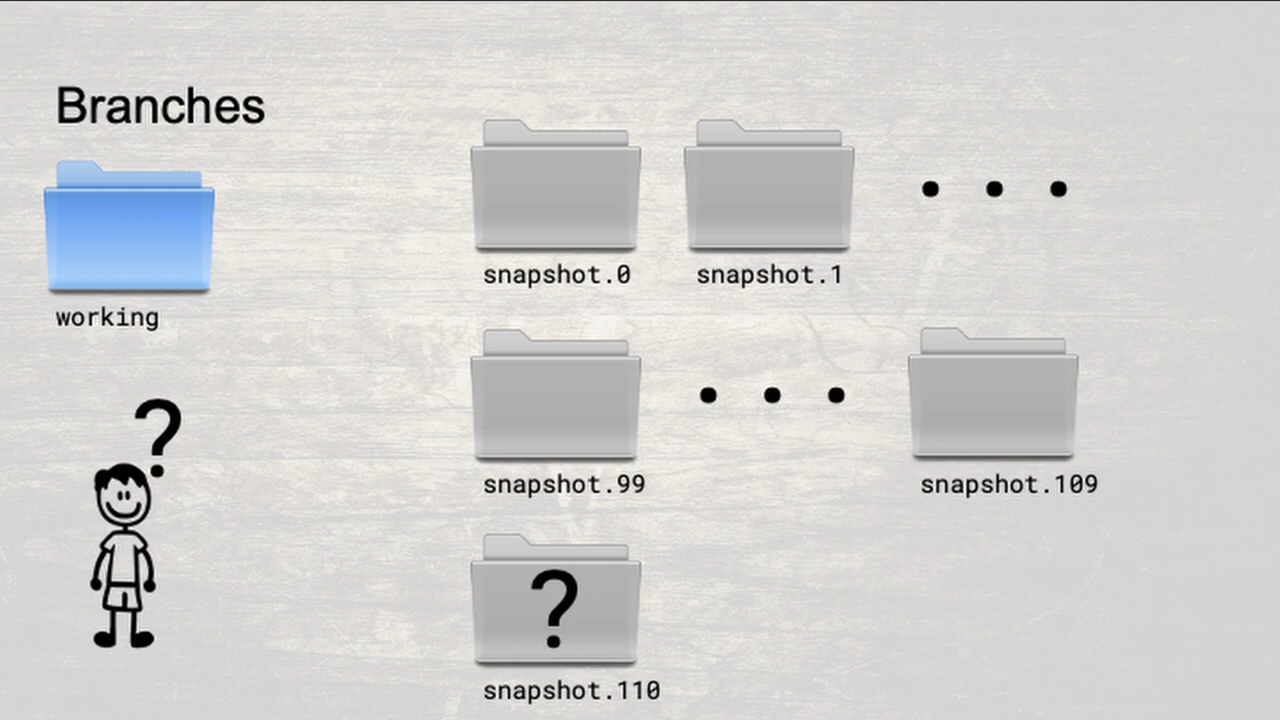 Branches
working
?
snapshot.0
snapshot.1
. . .
snapshot.99
. . .
snapshot.109
?
snapshot.110